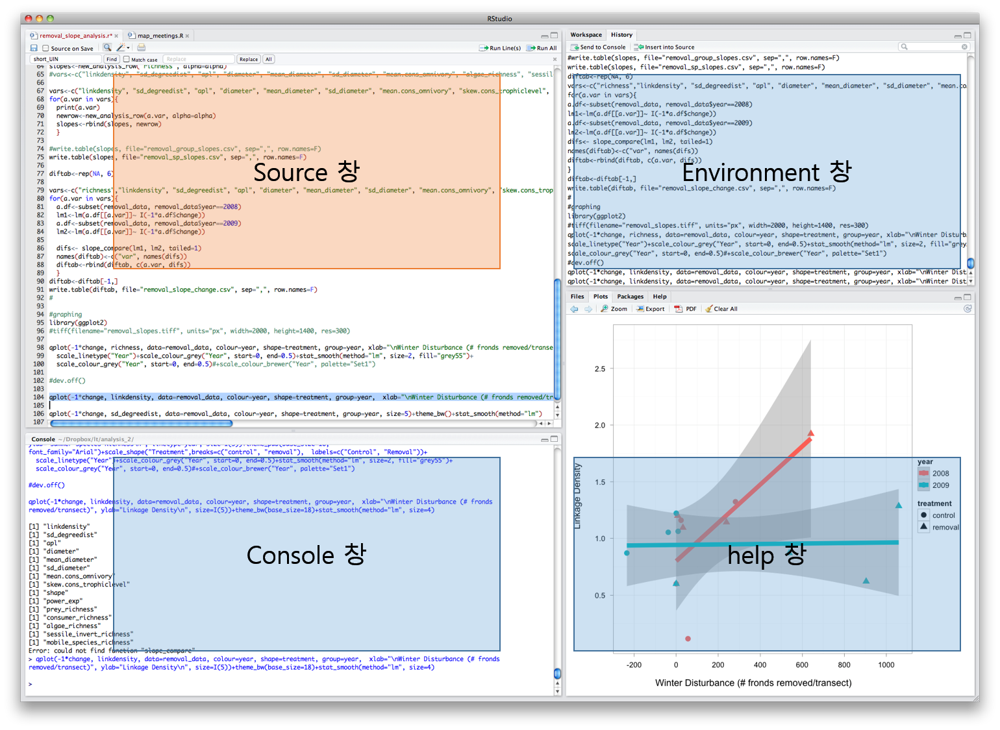 RStudio
removal_slope_analysis.r*
map_meetings.R
Source on Save
Run Line(s)
Run All
short_UIN
Find
Match case
Replace
Replace
All
64 slopes<-new_analysis_row("richness", alpha=alpha)
65 #vars<-c("linkdensity", "sd_degreedist", "apl", "diameter", "mean_diameter", "sd_diameter", "mean.cons_omnivory", "algae_richness", "sessil
66
67 vars<-c("linkdensity", "sd_degreedist", "apl", "diameter", "mean_diameter", "sd_diameter", "mean.cons_omnivory", "skew.cons_trophiclevel",
68 for(a.var in vars){
69 print(a.var)
70 newrow<-new_analysis_row(a.var, alpha=alpha)
71 slopes<-rbind(slopes, newrow)
72 }
73
74 #write.table(slopes, file="removal_group_slopes.csv", sep=",", row.names=F)
75 write.table(slopes, file="removal_sp_slopes.csv", sep=",", row.names=F)
76
77 diftab<-rep(NA, 6)
78
79 vars<-c("richness","linkdensity", "sd_degreedist", "apl", "diameter", "mean_diameter", "sd_diameter", "mean.cons_omnivory", "skew.cons_trop
80 for(a.var in vars){
81 a.df<-subset(removal_data, removal_data$year==2008)
82 lm1<-lm(a.df[[a.var]]~ I(-1*a.df$change))
83 a.df<-subset(removal_data, removal_data$year==2009)
84 lm2<-lm(a.df[[a.var]]~ I(-1*a.df$change))
85
86 difs<- slope_compare(lm1, lm2, tailed=1)
87 names(diftab)<-c("var", names(difs))
88 diftab<-rbind(diftab, c(a.var, difs))
89 }
90 diftab<-diftab[-1,]
91 write.table(diftab, file="removal_slope_change.csv", sep=",", row.names=F)
92 #
93
94 #graphing
95 library(ggplot2)
96 #tiff(filename="removal_slopes.tiff", units="px", width=2000, height=1400, res=300)
97
98 qplot(-1*change, richness, data=removal_data, colour=year, shape=treatment, group=year, xlab="\nWinter Disturbance (# fronds removed/transe
99 scale_linetype("Year")+scale_colour_grey("Year", start=0, end=0.5)+stat_smooth(method="lm", size=2, fill="grey55")+
100 scale_colour_grey("Year", start=0, end=0.5)#+scale_colour_brewer("Year", palette="Set1")
101
102 #dev.off()
103
104 qplot(-1*change, linkdensity, data=removal_data, colour=year, shape=treatment, group=year, xlab="\nWinter Disturbance (# fronds removed/tr
105
106 qplot(-1*change, sd_degreedist, data=removal_data, colour=year, shape=treatment, group=year, size=5)+theme_bw()+stat_smooth(method="lm")
107
Source 창
Console ~/Dropbox/lt/analysis_2/
font_family="Arial")+scale_shape("Treatment",breaks=c("control", "removal"), labels=c("Control", "Removal"))+
scale_linetype("Year")+scale_colour_grey("Year", start=0, end=0.5)+stat_smooth(method="lm", size=2, fill="grey55")+
scale_colour_grey("Year", start=0, end=0.5)#+scale_colour_brewer("Year", palette="Set1")
#dev.off()
qplot(-1*change, linkdensity, data=removal_data, colour=year, shape=treatment, group=year, xlab="\nWinter Disturbance (# fronds
removed/transect)", ylab="Linkage Density\n", size=I(5))+theme_bw(base_size=18)+stat_smooth(method="lm", size=4)
[1] "linkdensity"
[1] "sd_degreedist"
[1] "apl"
[1] "diameter"
[1] "mean_diameter"
[1] "sd_diameter"
[1] "mean.cons_omnivory"
[1] "skew.cons_trophiclevel"
[1] "shape"
[1] "power_exp"
[1] "prey_richness"
[1] "consumer_richness"
[1] "algae_richness"
[1] "sessile_invert_richness"
[1] "mobile_species_richness"
Error: could not find function "slope_compare"
> qplot(-1*change, linkdensity, data=removal_data, colour=year, shape=treatment, group=year, xlab="\nWinter Disturbance (# fronds
removed/transect)", ylab="Linkage Density\n", size=I(5))+theme_bw(base_size=18)+stat_smooth(method="lm", size=4)
>
Console 창
Workspace
History
Send to Console
Insert into Source
#write.table(slopes, file="removal_group_slopes.csv", sep=",", row.names=F)
write.table(slopes, file="removal_sp_slopes.csv", sep=",", row.names=F)
diftab<-rep(NA, 6)
vars<-c("richness","linkdensity", "sd_degreedist", "apl", "diameter", "mean_diameter", "sd_diameter", "mean.co
for(a.var in vars){
a.df<-subset(removal_data, removal_data$year==2008)
lm1<-lm(a.df[[a.var]]~ I(-1*a.df$change))
a.df<-subset(removal_data, removal_data$year==2009)
lm2<-lm(a.df[[a.var]]~ I(-1*a.df$change))
difs<- slope_compare(lm1, lm2, tailed=1)
names(diftab)<-c("var", names(difs))
diftab<-rbind(diftab, c(a.var, difs))
}
diftab<-diftab[-1,]
write.table(diftab, file="removal_slope_change.csv", sep=",", row.names=F)
#
#graphing
library(ggplot2)
#tiff(filename="removal_slopes.tiff", units="px", width=2000, height=1400, res=300)
qplot(-1*change, richness, data=removal_data, colour=year, shape=treatment, group=year, xlab="\nWinter Disturb
scale_linetype("Year")+scale_colour_grey("Year", start=0, end=0.5)+stat_smooth(method="lm", size=2, fill="grey
scale_colour_grey("Year", start=0, end=0.5)#+scale_colour_brewer("Year", palette="Set1")
#dev.off()
qplot(-1*change, linkdensity, data=removal_data, colour=year, shape=treatment, group=year, xlab="\nWinter Dist
qplot(-1*change, linkdensity, data=removal_data, colour=year, shape=treatment, group=year, xlab="\nWinter Dist
Environment 창
Files
Plots
Packages
Help
Zoom
Export
PDF
Clear All
2.5
2.0
1.5
1.0
0.5
Linkage Density
-200
0
200
400
600
800
1000
Winter Disturbance (# fronds removed/transect)
year
2008
2009
treatment
control
removal
help 창